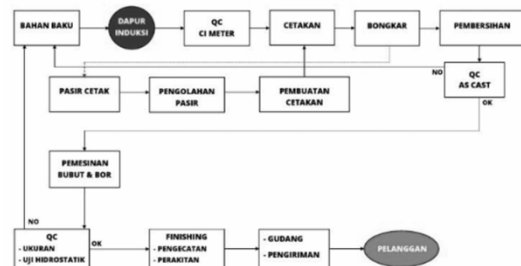 BAHAN BAKU
DAPUR
INDUKSI
QC
CI METER
CETAKAN
BONGKAR
PEMBERSIHAN
PASIR CETAK
PENGOLAHAN
PASIR
PEMBUATAN
CETAKAN
NO
QC
AS CAST
OK
PEMESINAN
BUBUT & BOR
NO
QC
- UKURAN
- UJI HIDROSTATIK
OK
FINISHING
- PENGECATAN
- PERAKITAN
- GUDANG
- PENGIRIMAN
PELANGGAN